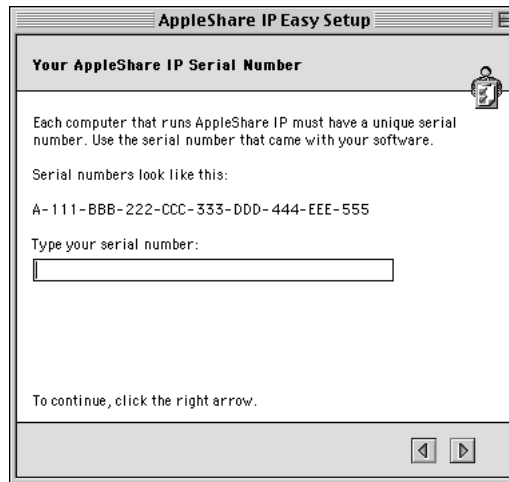 AppleShare IP Easy Setup
Your AppleShare IP Serial Number
Each computer that runs AppleShare IP must have a unique serial
number. Use the serial number that came with your software.
Serial numbers look like this:
A-111-BBB-222-CCC-333-DDD-444-EEE-555
Type your serial number:
To continue, click the right arrow.